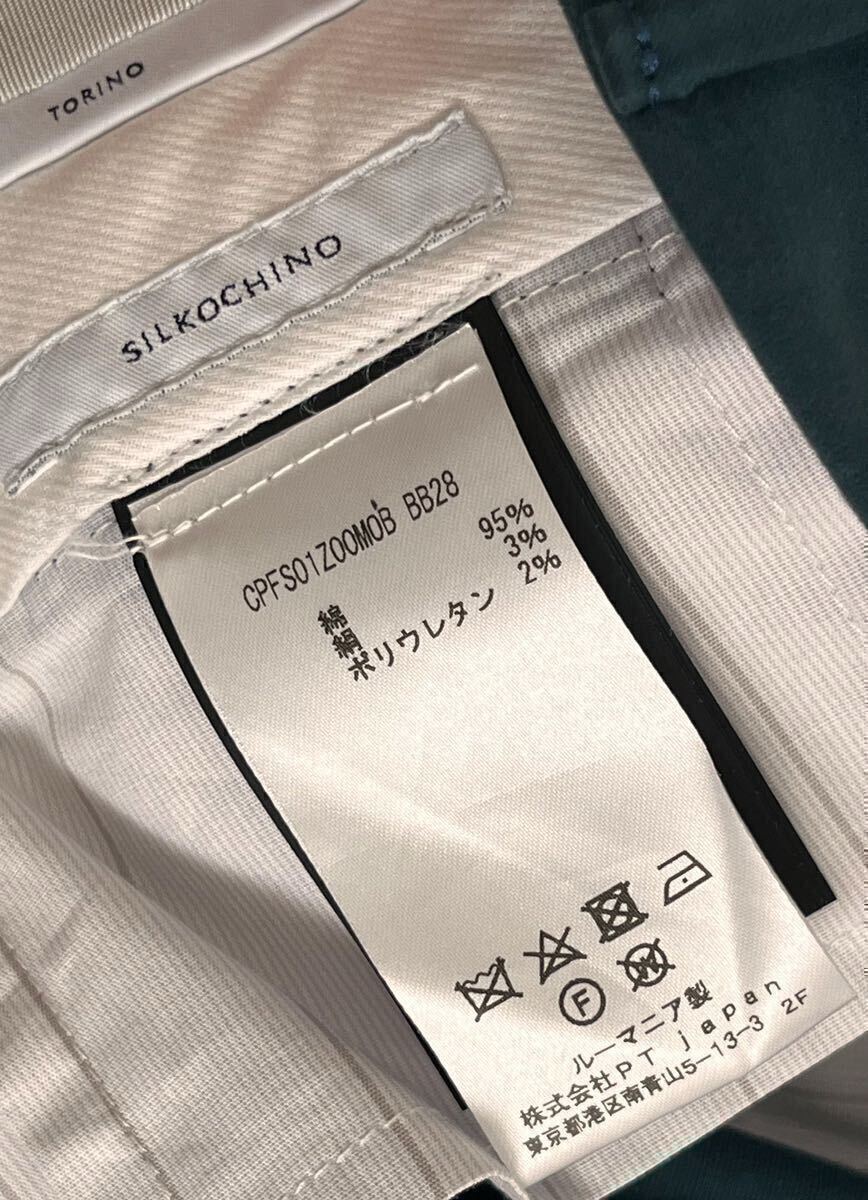 TORINO
SILKOCHINO
CPFS01Z00MOB BB28
綿 95%
絹 3%
ポリウレタン 2%
F W
ルーマニア製
株式会社PT japan
東京都港区南青山5-13-3 2F